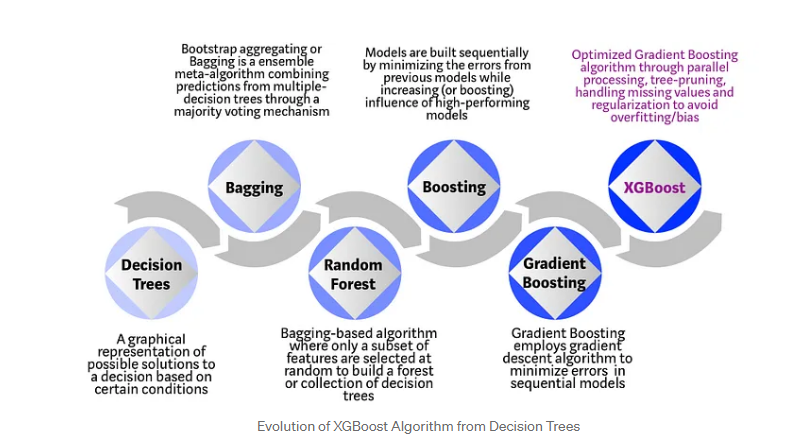 Bootstrap aggregating or
Bagging is a ensemble
meta-algorithm combining
predictions from multiple-
decision trees through a
majority voting mechanism
Models are built sequentially
by minimizing the errors from
previous models while
increasing (or boosting)
influence of high-performing
models
Optimized Gradient Boosting
algorithm through parallel
processing, tree-pruning,
handling missing values and
regularization to avoid
overfitting/bias
Bagging
Boosting
XGBoost
Decision
Trees
Random
Forest
Gradient
Boosting
A graphical
representation of
possible solutions to
a decision based on
certain conditions
Bagging-based algorithm
where only a subset of
features are selected at
random to build a forest
or collection of decision
trees
Gradient Boosting
employs gradient
descent algorithm to
minimize errors in
sequential models
Evolution of XGBoost Algorithm from Decision Trees